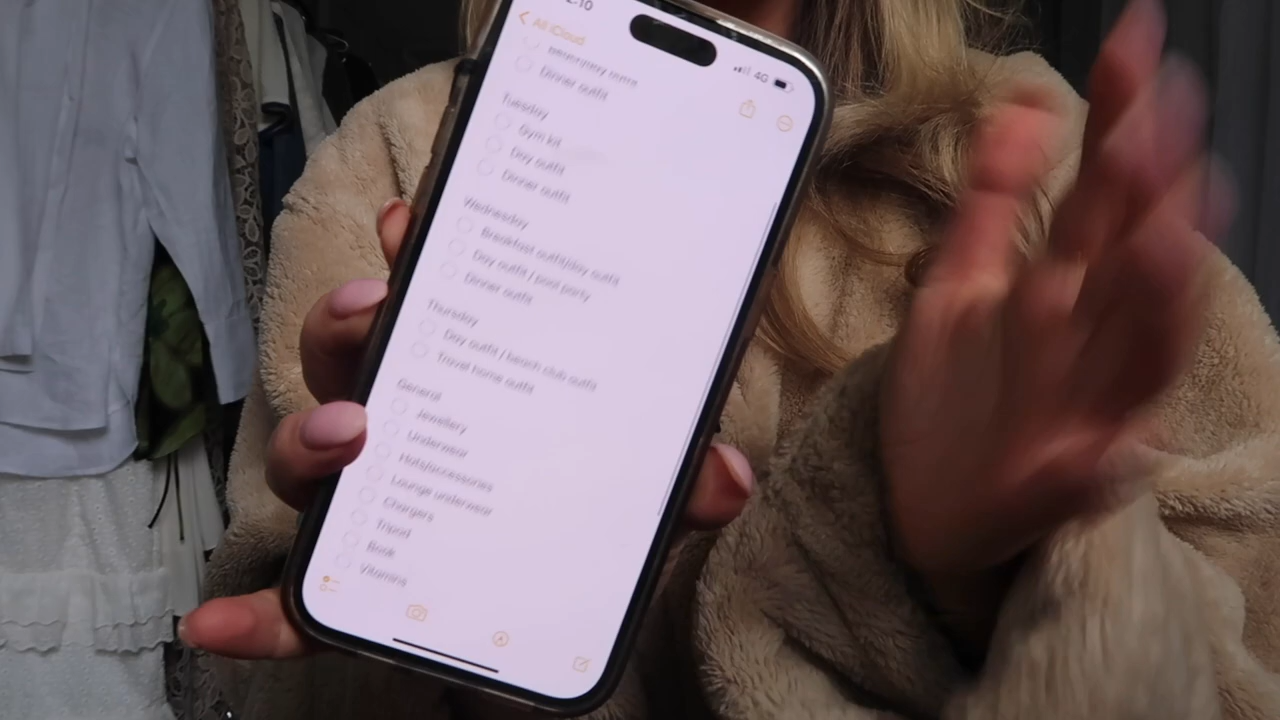 All iCloud
4G
Dinner outfit
Tuesday
Gym kit
Day outfit
Dinner outfit
Wednesday
Breakfast outfit/day outfit
Day outfit / pool party
Dinner outfit
Thursday
Day outfit / beach club outfit
Travel home outfit
General
Jewellery
Underwear
Hats/accessories
Lounge underwear
Chargers
Tripod
Book
Vitamins